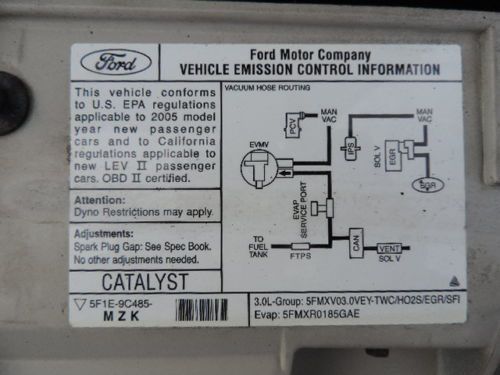 Ford
Ford Motor Company
VEHICLE EMISSION CONTROL INFORMATION
This vehicle conforms
to U.S. EPA regulations
applicable to 2005 model
year new passenger
cars and to California
regulations applicable to
new LEV II passenger
cars. OBD II certified.
Attention:
Dyno Restrictions may apply.
Adjustments:
Spark Plug Gap: See Spec Book.
No other adjustments needed.
CATALYST
5F1E-9C485-
MZK
VACUUM HOSE ROUTING
PCV
MAN
VAC
IPS
MAN
VAC
SOL V
EGR
EGR
EVMV
EVAP
SERVICE PORT
TO
FUEL
TANK
FTPS
CAN
VENT
SOL V
3.0L-Group: 5FMXV03.0VEY-TWC/HO2S/EGR/SFI
Evap: 5FMXR0185GAE